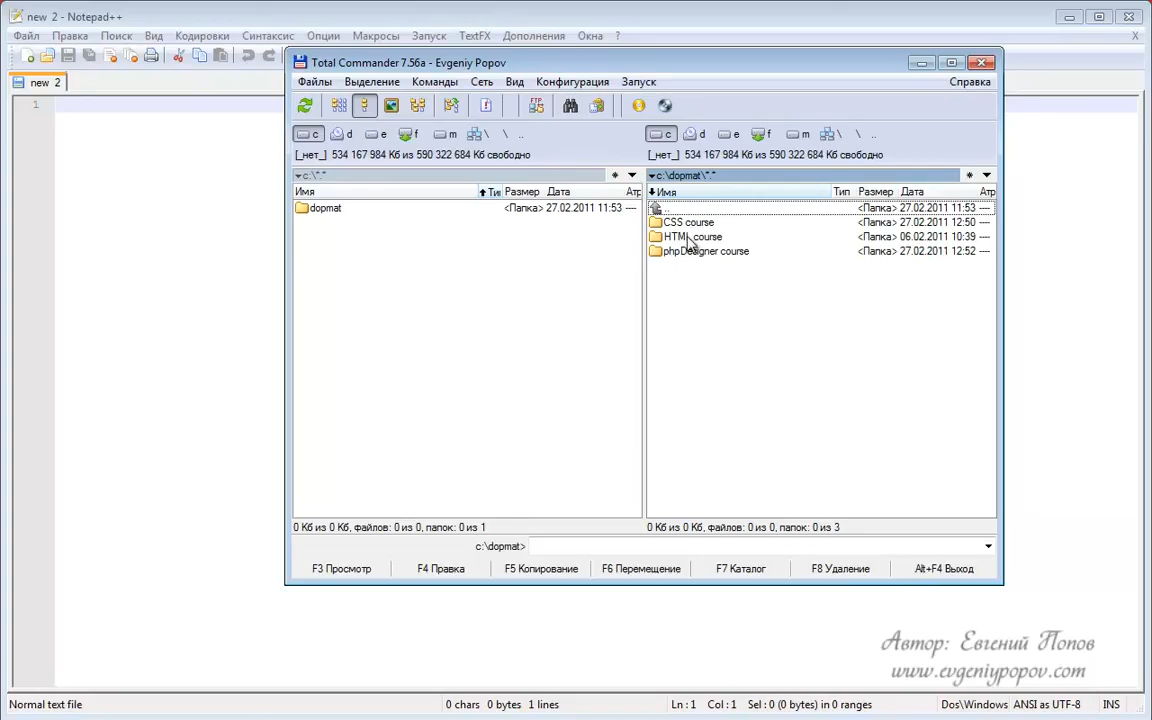 new 2 - Notepad++
Файл Правка Поиск Вид Кодировки Синтаксис Опции Макросы Запуск TextFX Дополнения Окна ? X
new 2
1
Total Commander 7.56a - Evgeniy Popov
Файлы Выделение Команды Сеть Вид Конфигурация Запуск Справка
FTP
c d e f m \ \ ..
c d e f m \ \ ..
[_нет_] 534 167 984 Кб из 590 322 684 Кб свободно
[_нет_] 534 167 984 Кб из 590 322 684 Кб свободно
c:\*.* * 
c:\dopmat\*.* *
Имя Тип Размер Дата Атр
Имя Тип Размер Дата Атр
dopmat <Папка> 27.02.2011 11:53 ----
.. <Папка> 27.02.2011 11:53 ----
CSS course <Папка> 27.02.2011 12:50 ----
HTML course <Папка> 06.02.2011 10:39 ----
phpDesigner course <Папка> 27.02.2011 12:52 ----
0 Кб из 0 Кб, файлов: 0 из 0, папок: 0 из 1
0 Кб из 0 Кб, файлов: 0 из 0, папок: 0 из 3
c:\dopmat>
F3 Просмотр F4 Правка F5 Копирование F6 Перемещение F7 Каталог F8 Удаление Alt+F4 Выход
Автор: Евгений Попов
www.evgeniypopov.com
Normal text file 0 chars 0 bytes 1 lines Ln : 1 Col : 1 Sel : 0 (0 bytes) in 0 ranges Dos\Windows ANSI as UTF-8 INS